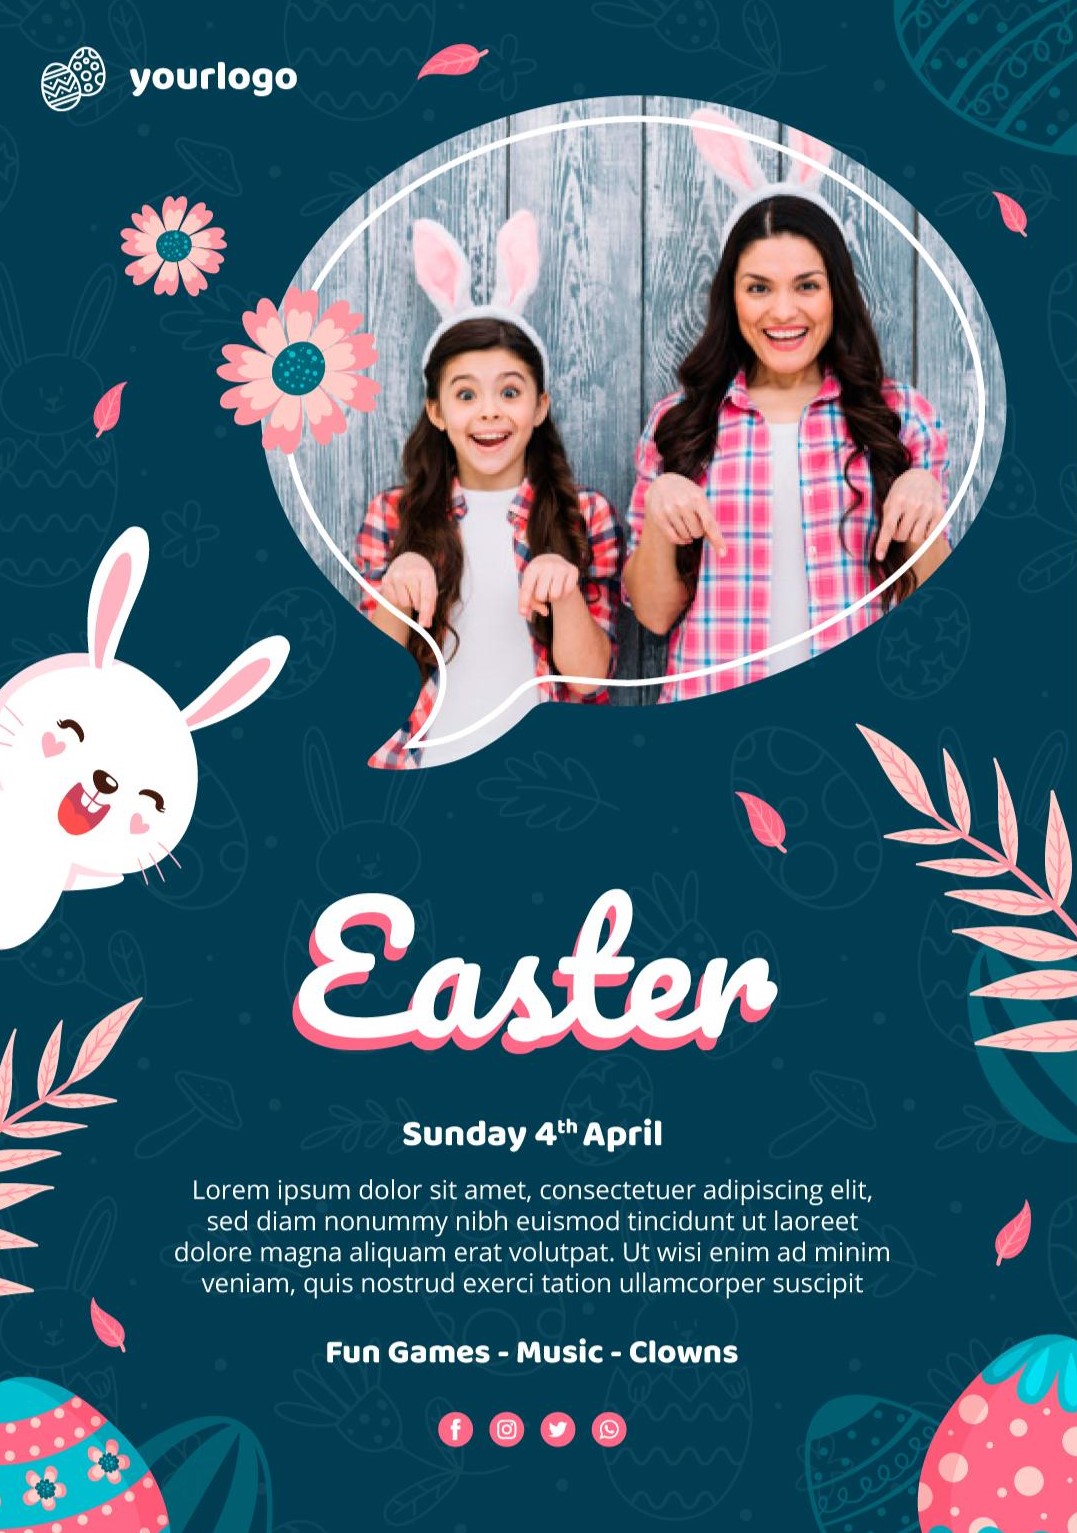 yourlogo
Easter
Sunday 4th April
Lorem ipsum dolor sit amet, consectetuer adipiscing elit,
sed diam nonummy nibh euismod tincidunt ut laoreet
dolore magna aliquam erat volutpat. Ut wisi enim ad minim
veniam, quis nostrud exerci tation ullamcorper suscipit
Fun Games - Music - Clowns